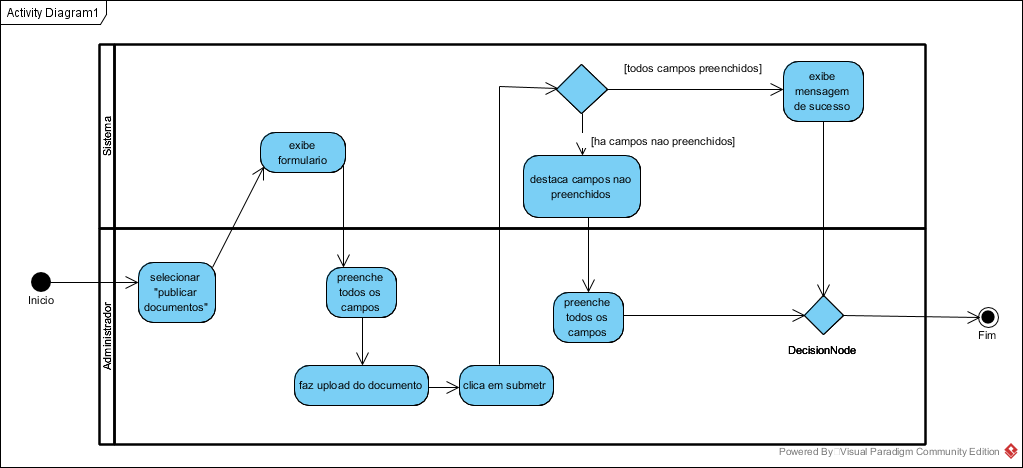 Activity Diagram1
Sistema
[todos campos preenchidos]
exibe
mensagem
de sucesso
exibe
formulario
[ha campos nao preenchidos]
destaca campos nao
preenchidos
Administrador
Inicio
selecionar
"publicar
documentos"
preenche
todos os
campos
preenche
todos os
campos
DecisionNode
Fim
faz upload do documento
clica em submetr
Powered By Visual Paradigm Community Edition